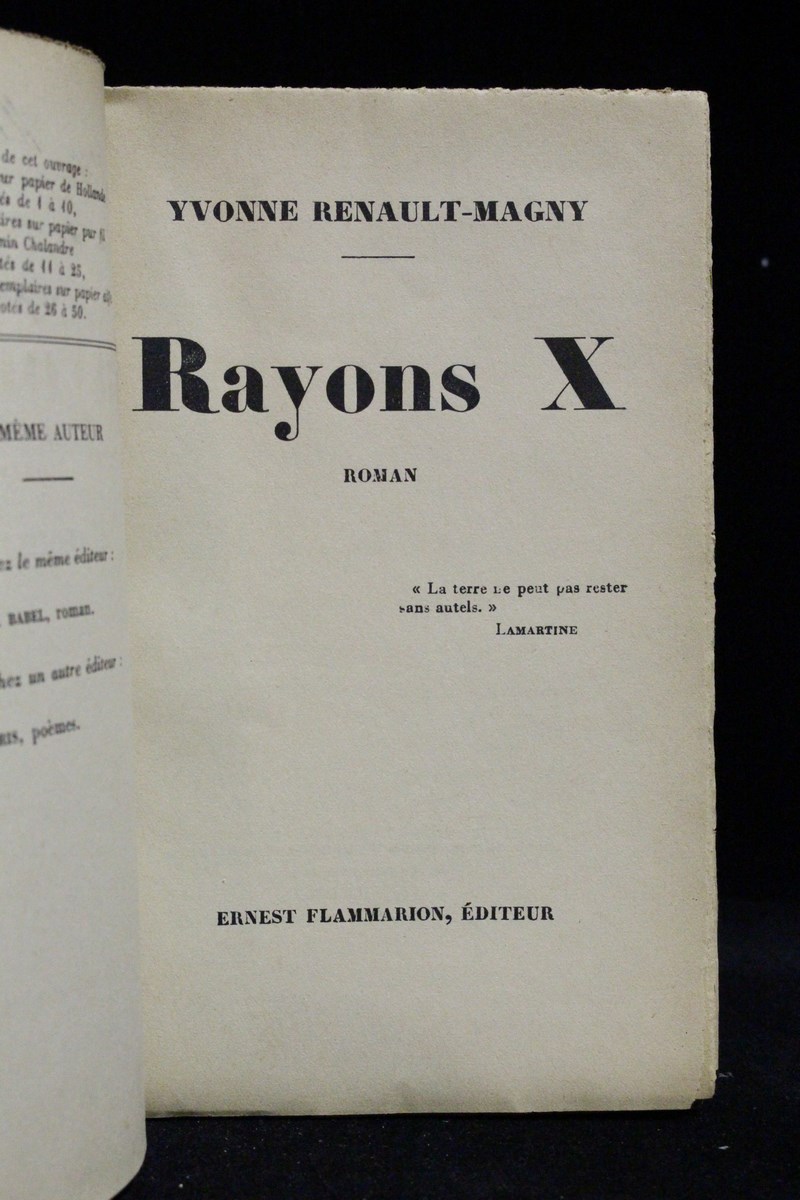 de cet ouvrage :
papier de Hollande
de 1 à 10,
sur papier pur fil
Chalandre
de 11 à 25,
sur papier
de 26 à 50.
MÊME AUTEUR
le même éditeur :
BABEL, roman.
un autre éditeur :
poèmes.
YVONNE RENAULT-MAGNY
Rayons X
ROMAN
« La terre ne peut pas rester
sans autels. »
LAMARTINE
ERNEST FLAMMARION, ÉDITEUR